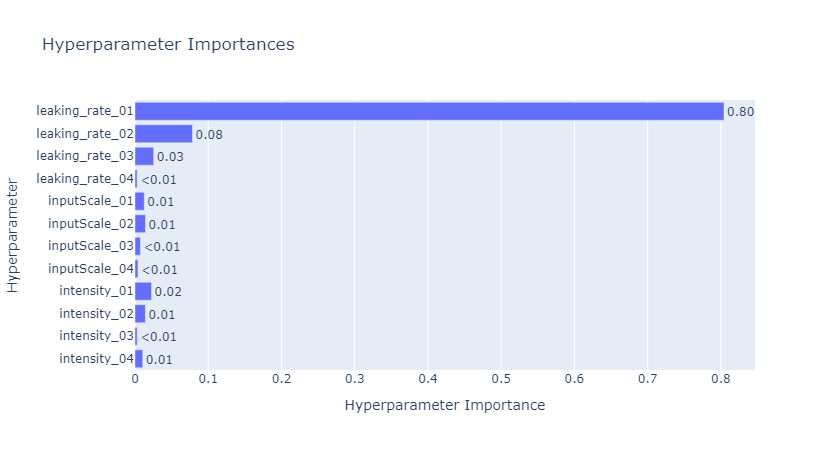 Hyperparameter Importances
Hyperparameter
leaking_rate_01 0.80
leaking_rate_02 0.08
leaking_rate_03 0.03
leaking_rate_04 <0.01
inputScale_01 0.01
inputScale_02 0.01
inputScale_03 <0.01
inputScale_04 <0.01
intensity_01 0.02
intensity_02 0.01
intensity_03 <0.01
intensity_04 0.01
0 0.1 0.2 0.3 0.4 0.5 0.6 0.7 0.8
Hyperparameter Importance